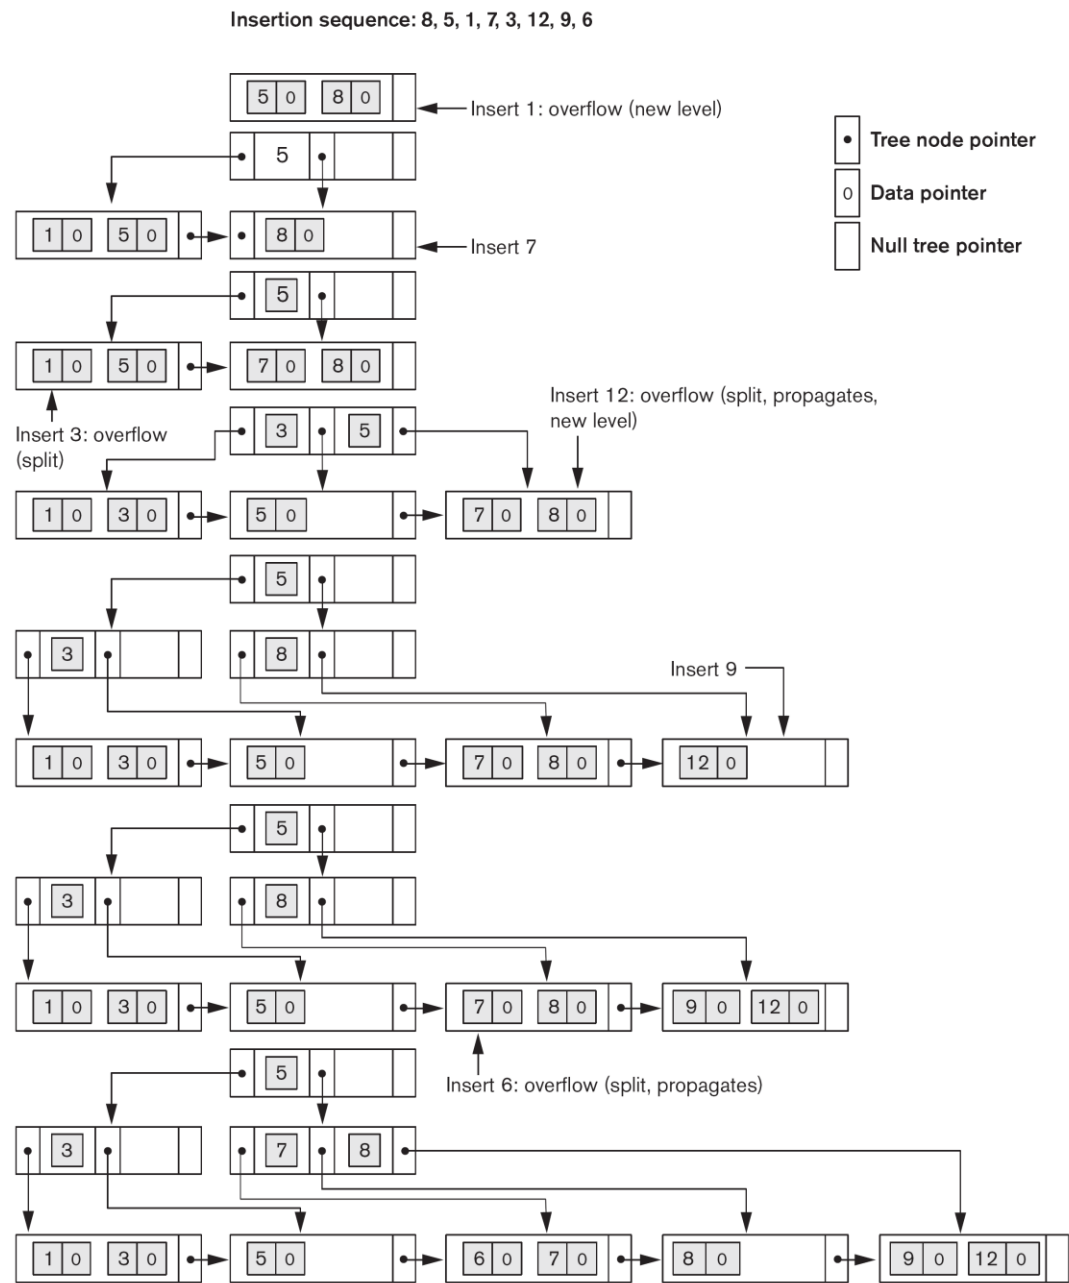 Insertion sequence: 8, 5, 1, 7, 3, 12, 9, 6
5 0 8 0
Insert 1: overflow (new level)
Tree node pointer
5
0 Data pointer
1 0 5 0 8 0
Insert 7
Null tree pointer
5
1 0 5 0 7 0 8 0
Insert 12: overflow (split, propagates,
new level)
Insert 3: overflow
(split)
3 5
1 0 3 0 5 0 7 0 8 0
5
3 8
Insert 9
1 0 3 0 5 0 7 0 8 0 12 0
5
3 8
1 0 3 0 5 0 7 0 8 0 9 0 12 0
5
Insert 6: overflow (split, propagates)
3 7 8
1 0 3 0 5 0 6 0 7 0 8 0 9 0 12 0